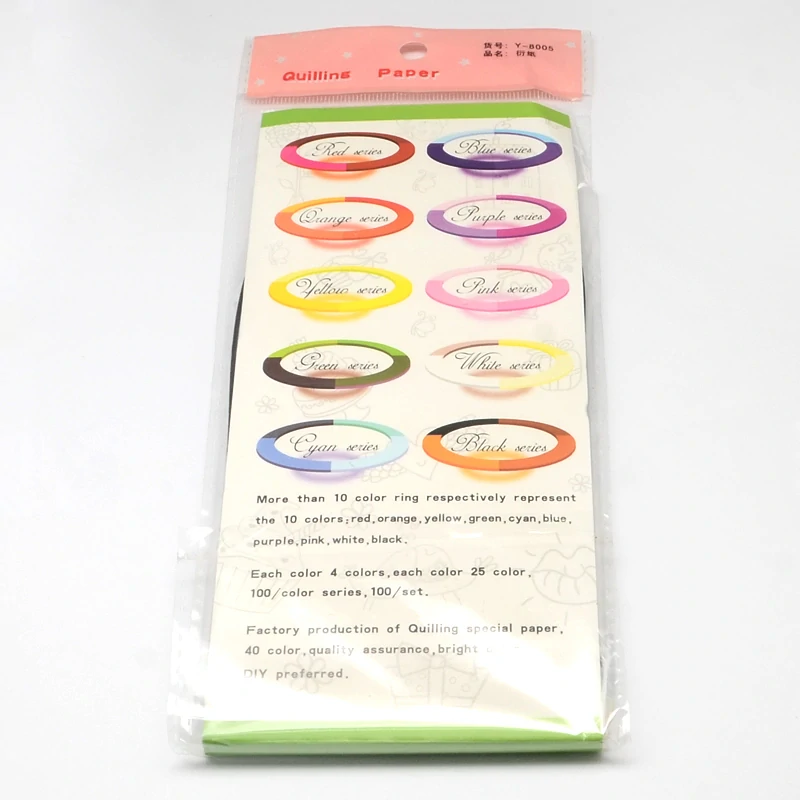 货号: Y-8005
品名: 衍纸
Quilling Paper
Red series
Blue series
Orange series
Purple series
Yellow series
Pink series
Green series
White series
Cyan series
Black series
More than 10 color ring respectively represent
the 10 colors;red,orange,yellow,green,cyan,blue,
purple,pink,white,black.
Each color 4 colors,each color 25 color,
100/color series,100/set.
Factory production of Quilling special paper,
40 color,quality assurance,bright
DIY preferred.